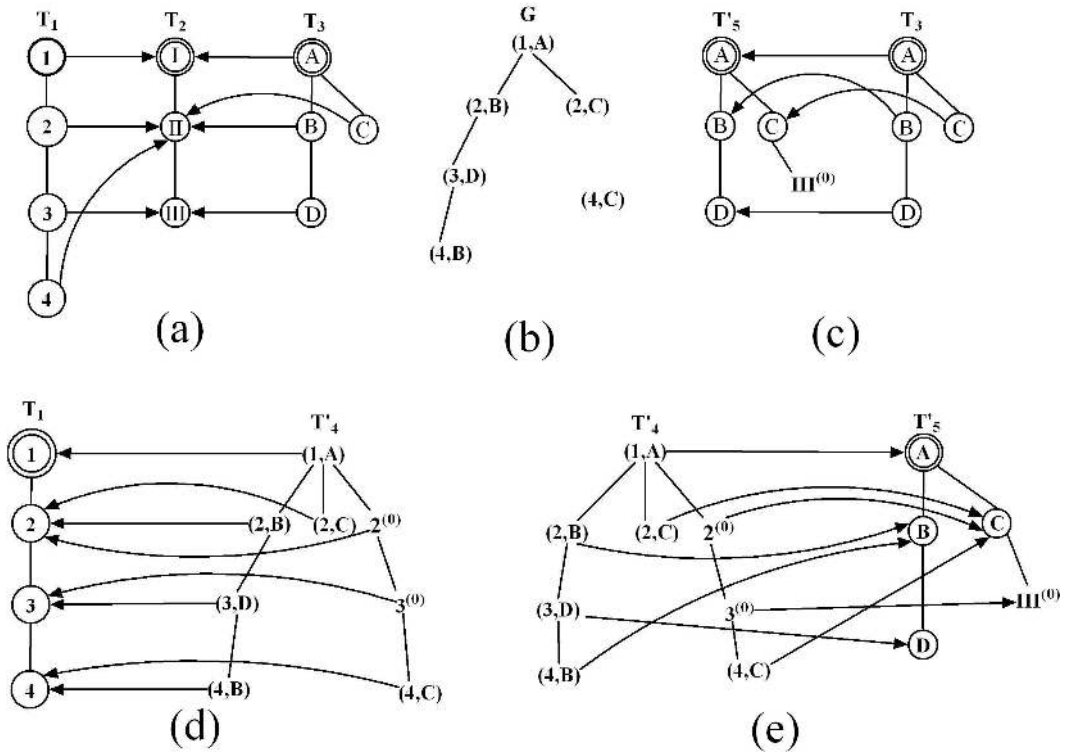 T₁ T₂ T₃
1 I A
2 II B C
3 III D
4
(a)
G
(1,A)
(2,B) (2,C)
(3,D)
(4,C)
(4,B)
(b)
T'₅ T₃
A A
B C B C
III⁽⁰⁾
D D
(c)
T₁ T'₄
1 (1,A)
2 (2,B) (2,C) 2⁽⁰⁾
3 (3,D) 3⁽⁰⁾
4 (4,B) (4,C)
(d)
T'₄ T'₅
(1,A) A
(2,B) (2,C) 2⁽⁰⁾ B C
(3,D) 3⁽⁰⁾ III⁽⁰⁾
D
(4,B) (4,C)
(e)